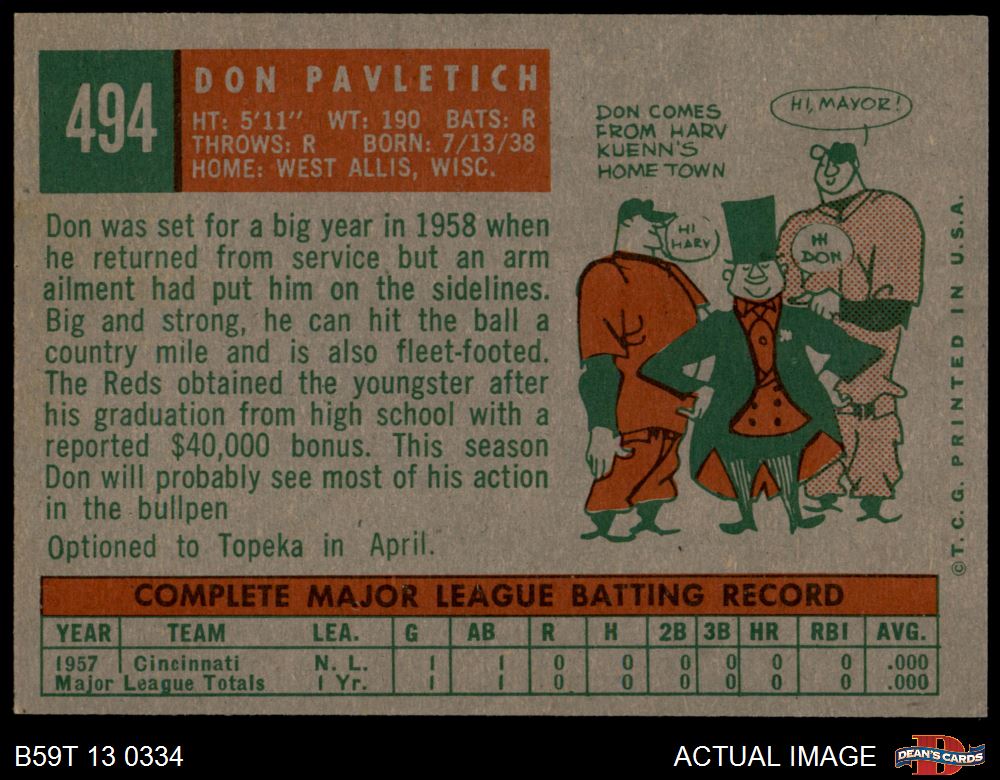 494
DON PAVLETICH
HT: 5'11" WT: 190 BATS: R
THROWS: R BORN: 7/13/38
HOME: WEST ALLIS, WISC.
Don was set for a big year in 1958 when
he returned from service but an arm
ailment had put him on the sidelines.
Big and strong, he can hit the ball a
country mile and is also fleet-footed.
The Reds obtained the youngster after
his graduation from high school with a
reported $40,000 bonus. This season
Don will probably see most of his action
in the bullpen
Optioned to Topeka in April.
DON COMES
FROM HARV
KUENN'S
HOME TOWN
HI, MAYOR!
HI
HARV
HI
DON
©T.C.G. PRINTED IN U.S.A.
COMPLETE MAJOR LEAGUE BATTING RECORD
YEAR TEAM LEA. G AB R H 2B 3B HR RBI AVG.
1957 Cincinnati N. L. 1 1 0 0 0 0 0 0 .000
Major League Totals 1 Yr. 1 1 0 0 0 0 0 0 .000
B59T 13 0334
ACTUAL IMAGE
D
DEAN'S CARDS